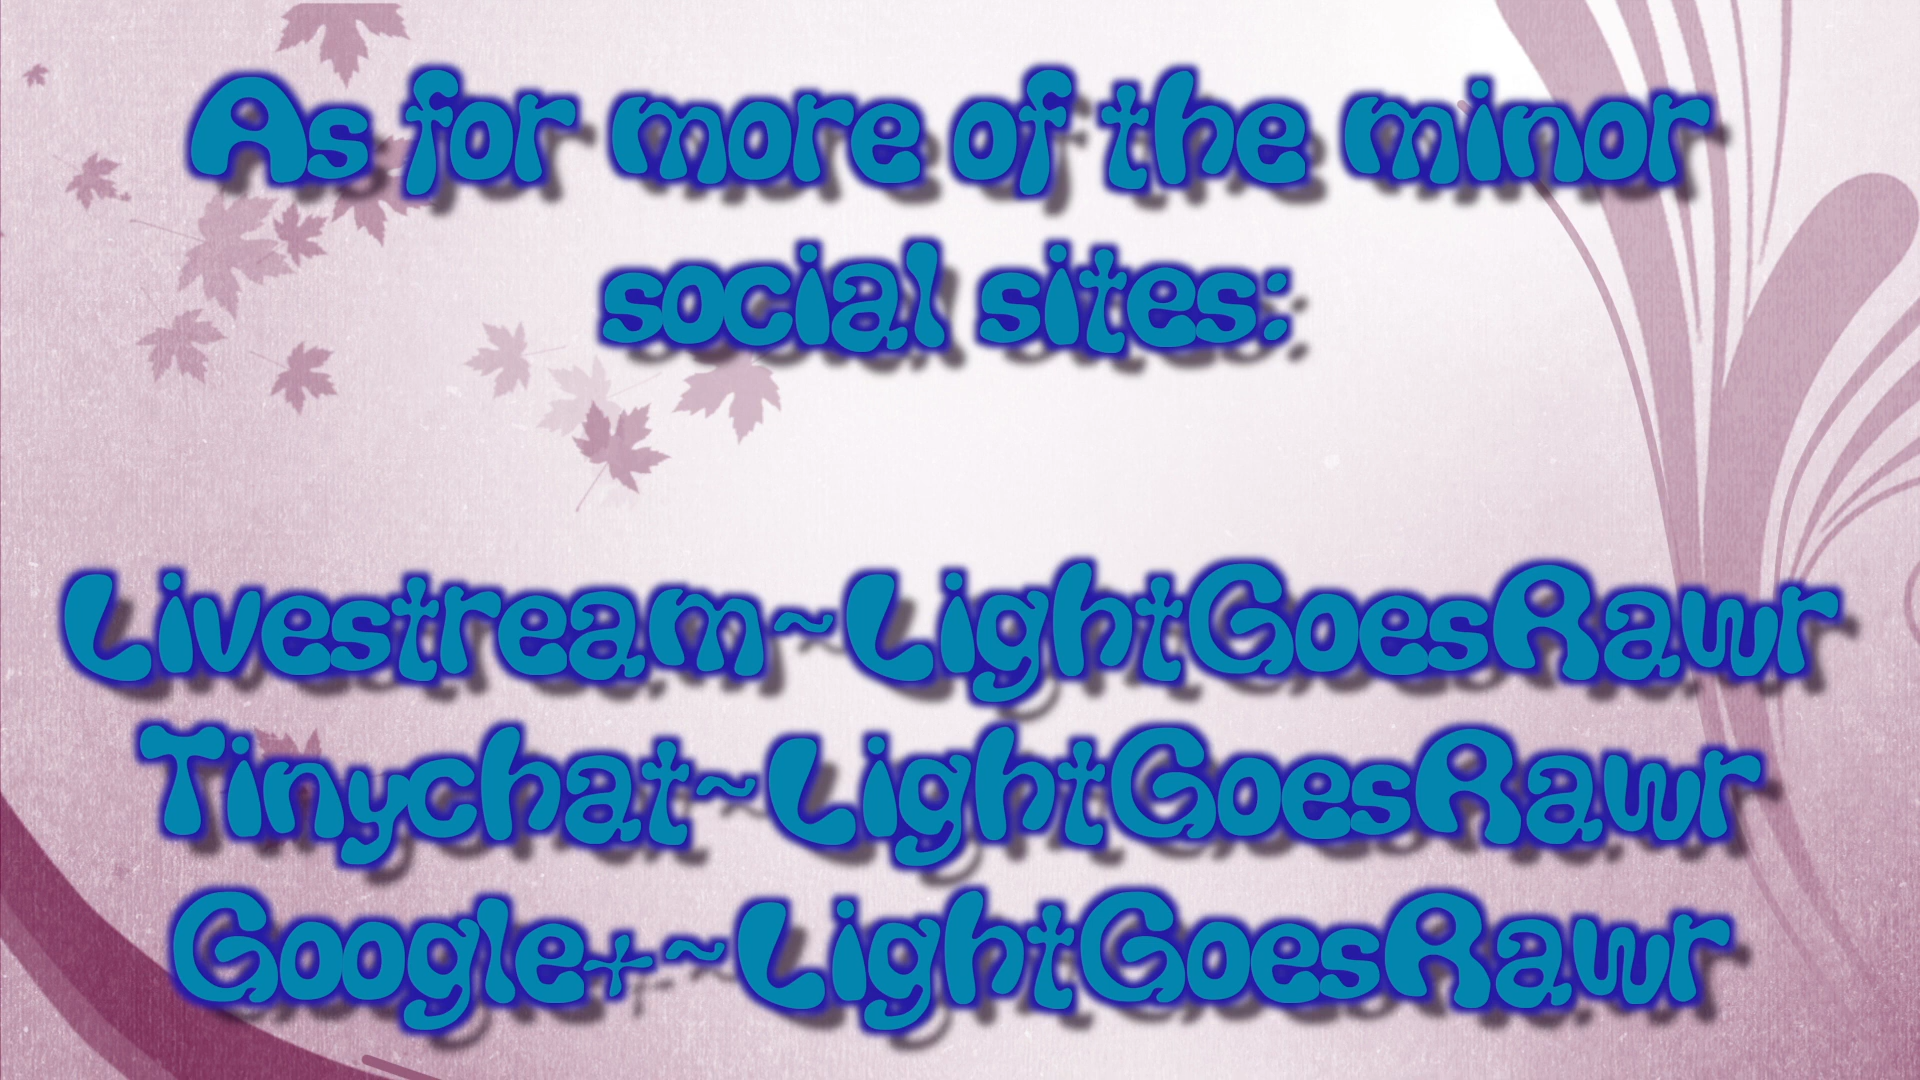 As for more of the minor
social sites:
Livestream~LightGoesRawr
Tinychat~LightGoesRawr
Google+~LightGoesRawr